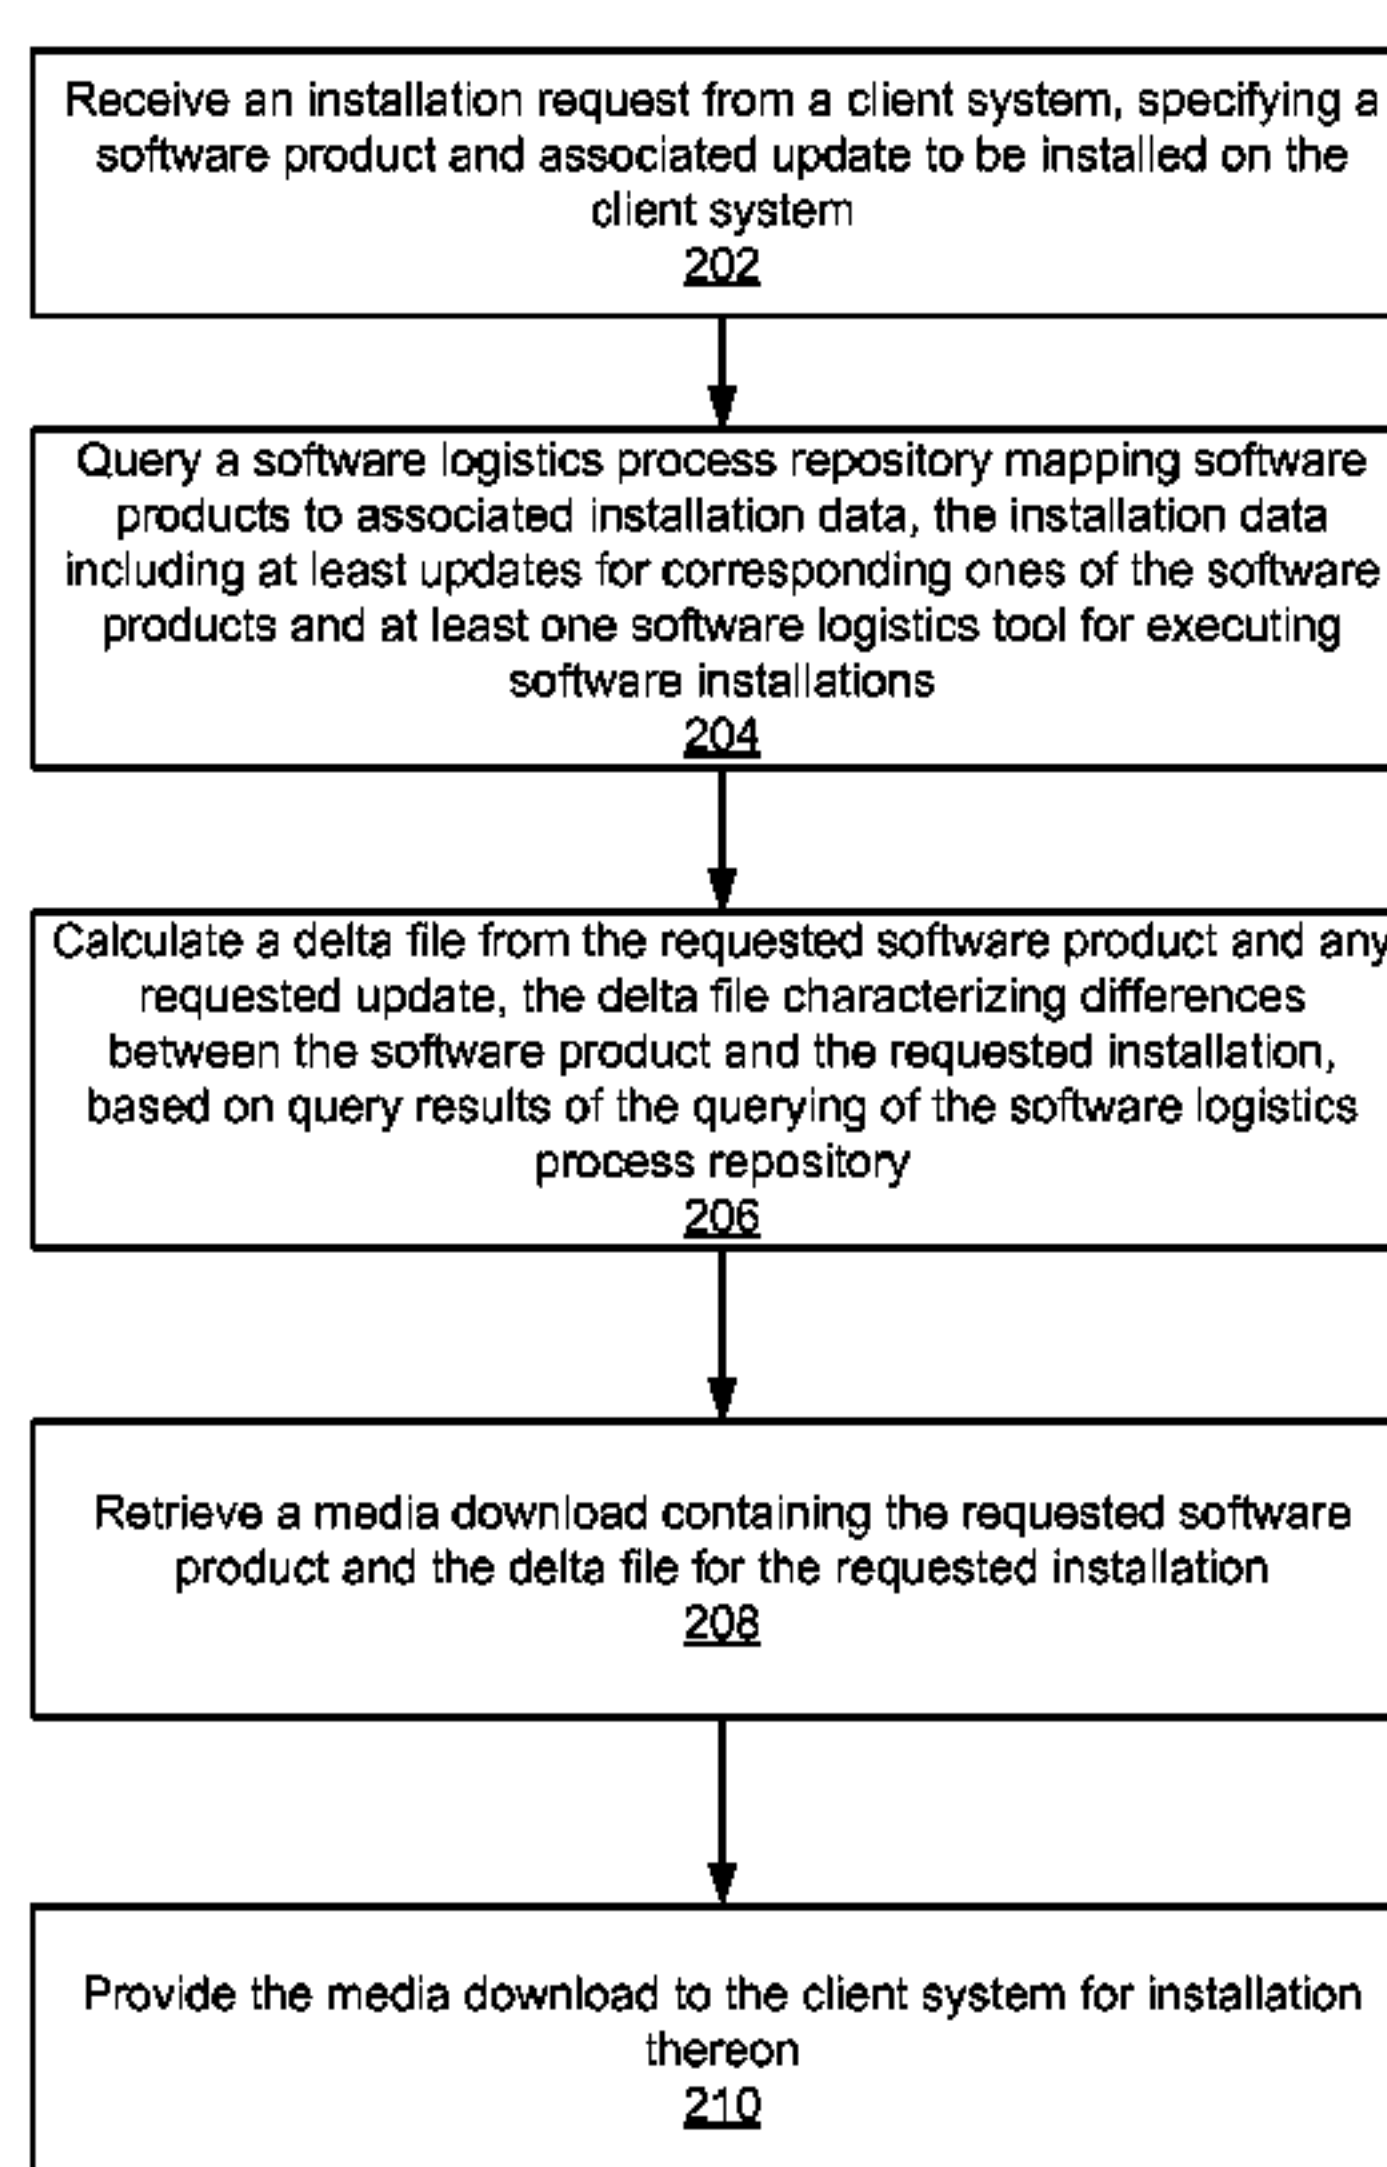 Receive an installation request from a client system, specifying a
software product and associated update to be installed on the
client system
202
Query a software logistics process repository mapping software
products to associated installation data, the installation data
including at least updates for corresponding ones of the software
products and at least one software logistics tool for executing
software installations
204
Calculate a delta file from the requested software product and any
requested update, the delta file characterizing differences
between the software product and the requested installation,
based on query results of the querying of the software logistics
process repository
206
Retrieve a media download containing the requested software
product and the delta file for the requested installation
208
Provide the media download to the client system for installation
thereon
210